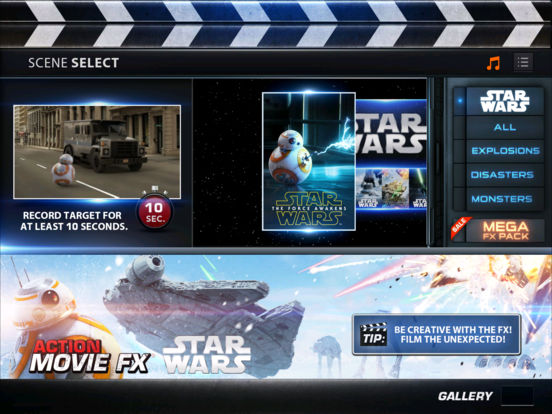 SCENE SELECT
STAR
WARS
ALL
EXPLOSIONS
DISASTERS
MONSTERS
SALE
MEGA
FX PACK
RECORD TARGET FOR
AT LEAST 10 SECONDS.
10
SEC.
STAR
THE FORCE AWAKENS
WARS
STAR
WARS
ACTION
MOVIE FX
STAR
WARS
TIP:
BE CREATIVE WITH THE FX!
FILM THE UNEXPECTED!
GALLERY